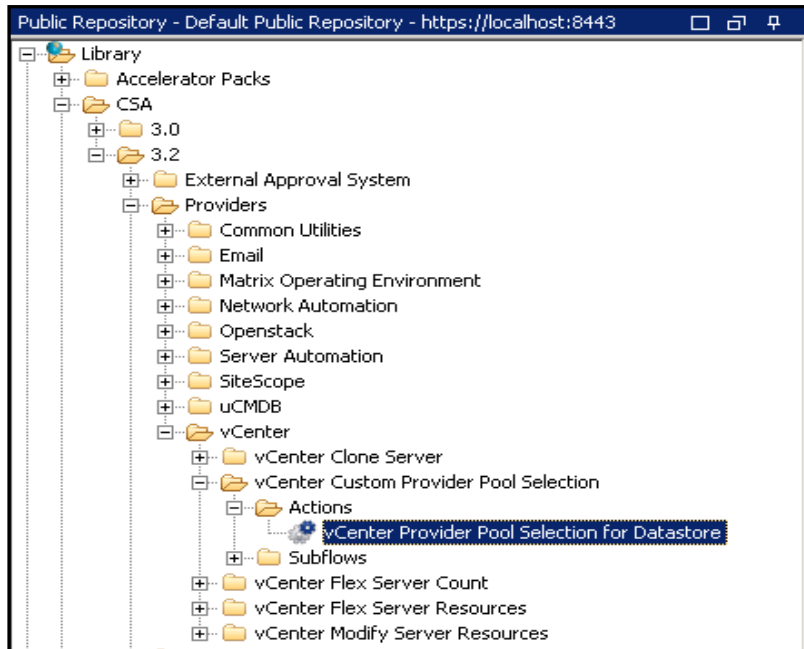 Public Repository - Default Public Repository - https://localhost:8443
Library
Accelerator Packs
CSA
3.0
3.2
External Approval System
Providers
Common Utilities
Email
Matrix Operating Environment
Network Automation
Openstack
Server Automation
SiteScope
uCMDB
vCenter
vCenter Clone Server
vCenter Custom Provider Pool Selection
Actions
vCenter Provider Pool Selection for Datastore
Subflows
vCenter Flex Server Count
vCenter Flex Server Resources
vCenter Modify Server Resources